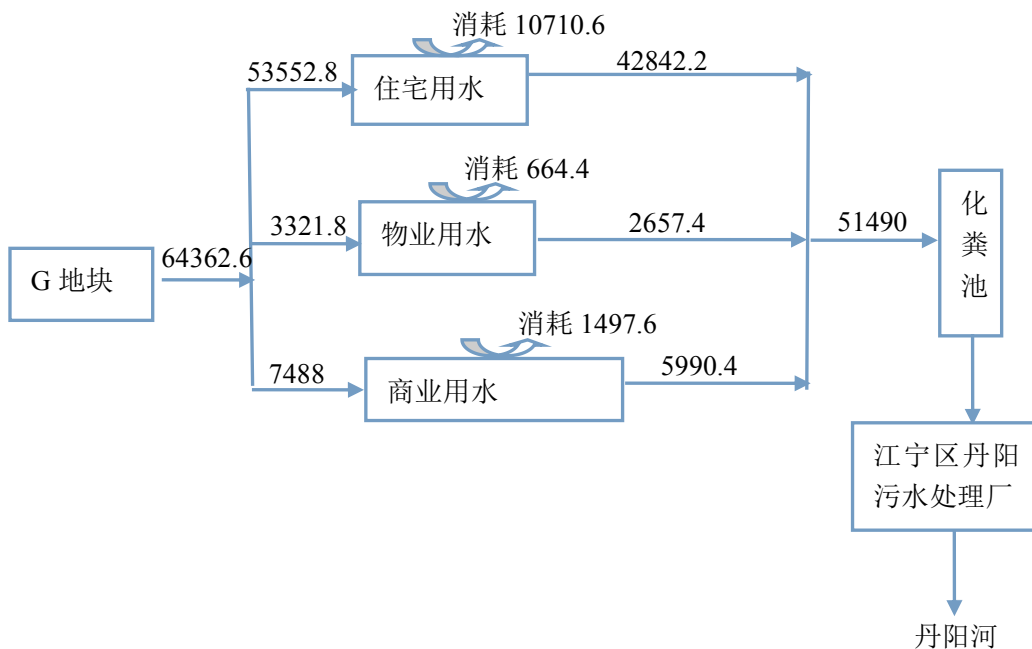 消耗 10710.6
53552.8
住宅用水
42842.2
消耗 664.4
3321.8
物业用水
2657.4
51490
化
粪
池
G 地块
64362.6
消耗 1497.6
7488
商业用水
5990.4
江宁区丹阳
污水处理厂
丹阳河